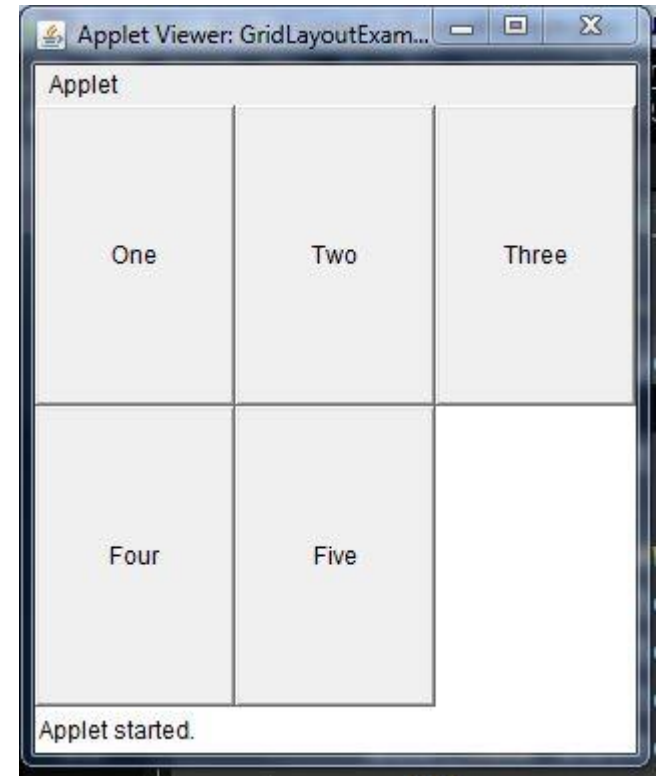 Applet Viewer: GridLayoutExam...
Applet
One Two Three
Four Five
Applet started.